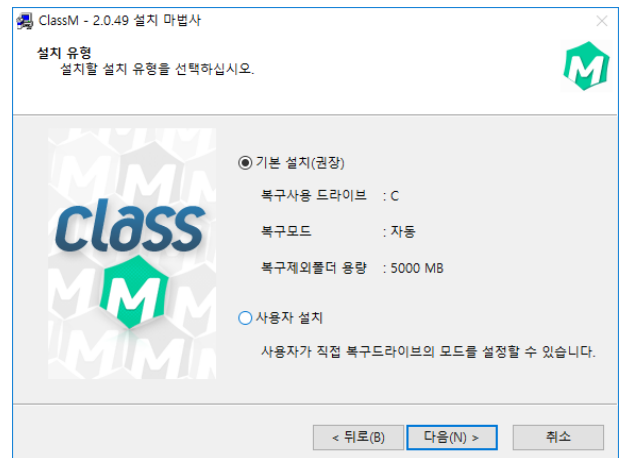 ClassM - 2.0.49 설치 마법사
설치 유형
설치할 설치 유형을 선택하십시오.
M
class
M M
기본 설치(권장)
복구사용 드라이브 : C
복구모드 : 자동
복구제외폴더 용량 : 5000 MB
사용자 설치
사용자가 직접 복구드라이브의 모드를 설정할 수 있습니다.
< 뒤로(B) 다음(N) > 취소